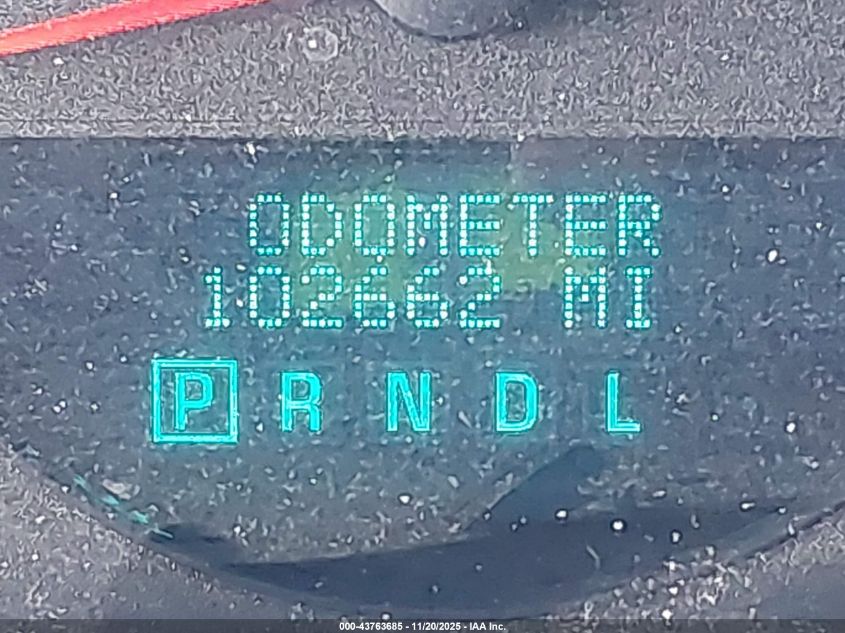 ODOMETER
102662 MI
P R N D L
000-43763685 - 11/20/2025 - IAA Inc.